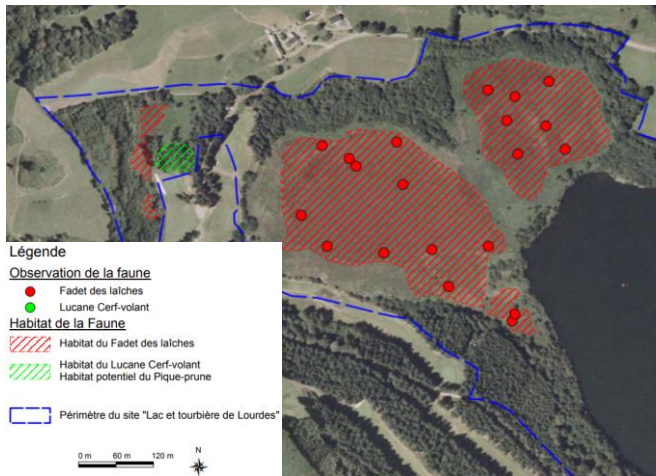 Légende
Observation de la faune
Fadet des laîches
Lucane Cerf-volant
Habitat de la Faune
Habitat du Fadet des laîches
Habitat du Lucane Cerf-volant
Habitat potentiel du Pique-prune
Périmètre du site "Lac et tourbière de Lourdes"
0 m 60 m 120 m
N